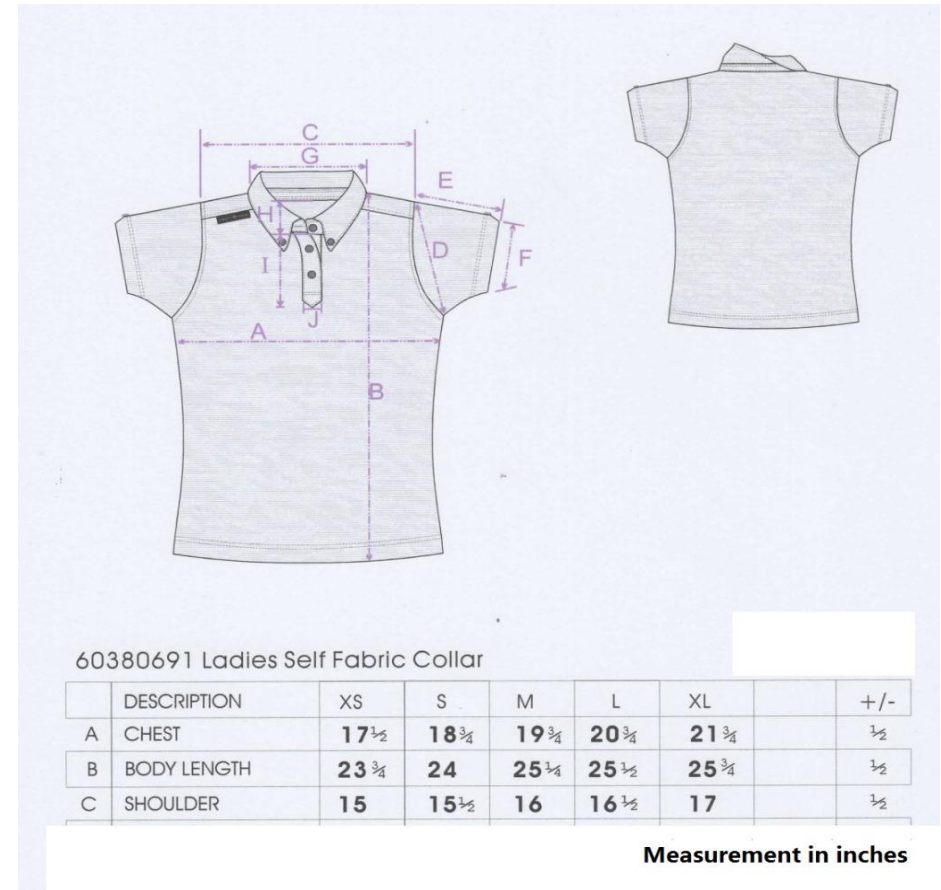 C
G
E
H
D
F
I
J
A
B
60380691 Ladies Self Fabric Collar
DESCRIPTION XS S M L XL +/-
A CHEST 17½ 18¾ 19¾ 20¾ 21¾ ½
B BODY LENGTH 23¾ 24 25¼ 25½ 25¾ ½
C SHOULDER 15 15½ 16 16½ 17 ½
Measurement in inches